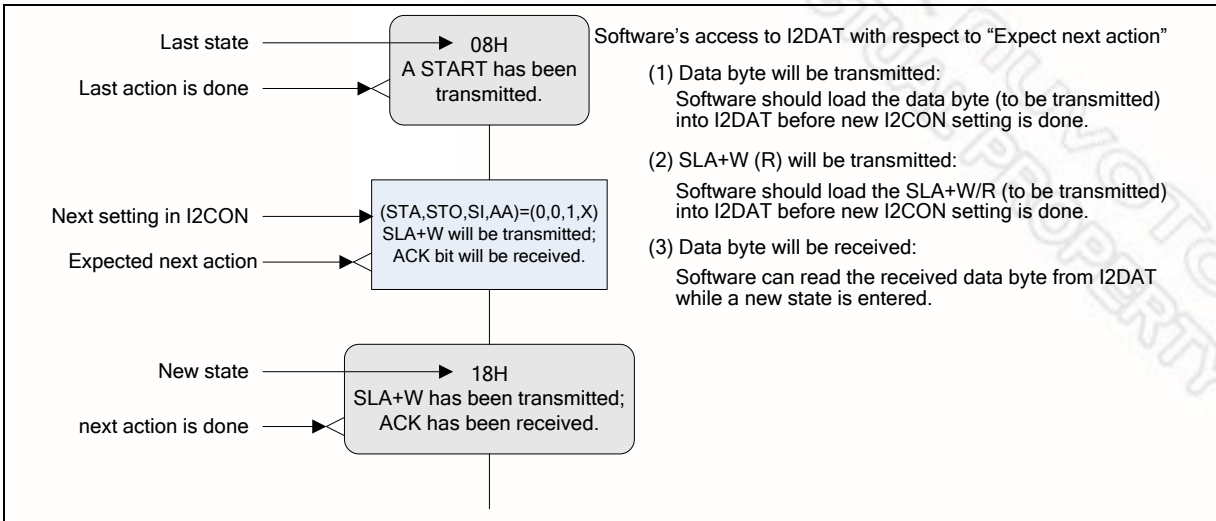 Last state
Last action is done
08H
A START has been
transmitted.
Next setting in I2CON
Expected next action
(STA,STO,SI,AA)=(0,0,1,X)
SLA+W will be transmitted;
ACK bit will be received.
New state
next action is done
18H
SLA+W has been transmitted;
ACK has been received.
Software's access to I2DAT with respect to “Expect next action”
(1) Data byte will be transmitted:
Software should load the data byte (to be transmitted)
into I2DAT before new I2CON setting is done.
(2) SLA+W (R) will be transmitted:
Software should load the SLA+W/R (to be transmitted)
into I2DAT before new I2CON setting is done.
(3) Data byte will be received:
Software can read the received data byte from I2DAT
while a new state is entered.
NUVOTO
TUAL PROPERTY